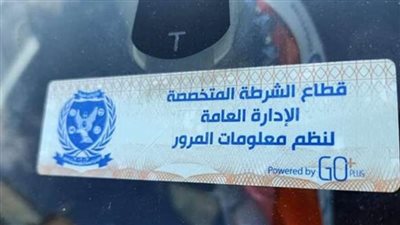 T
قطاع الشرطة المتخصصة
الإدارة العامة
لنظم معلومات المرور
Powered by GO+ PLUS